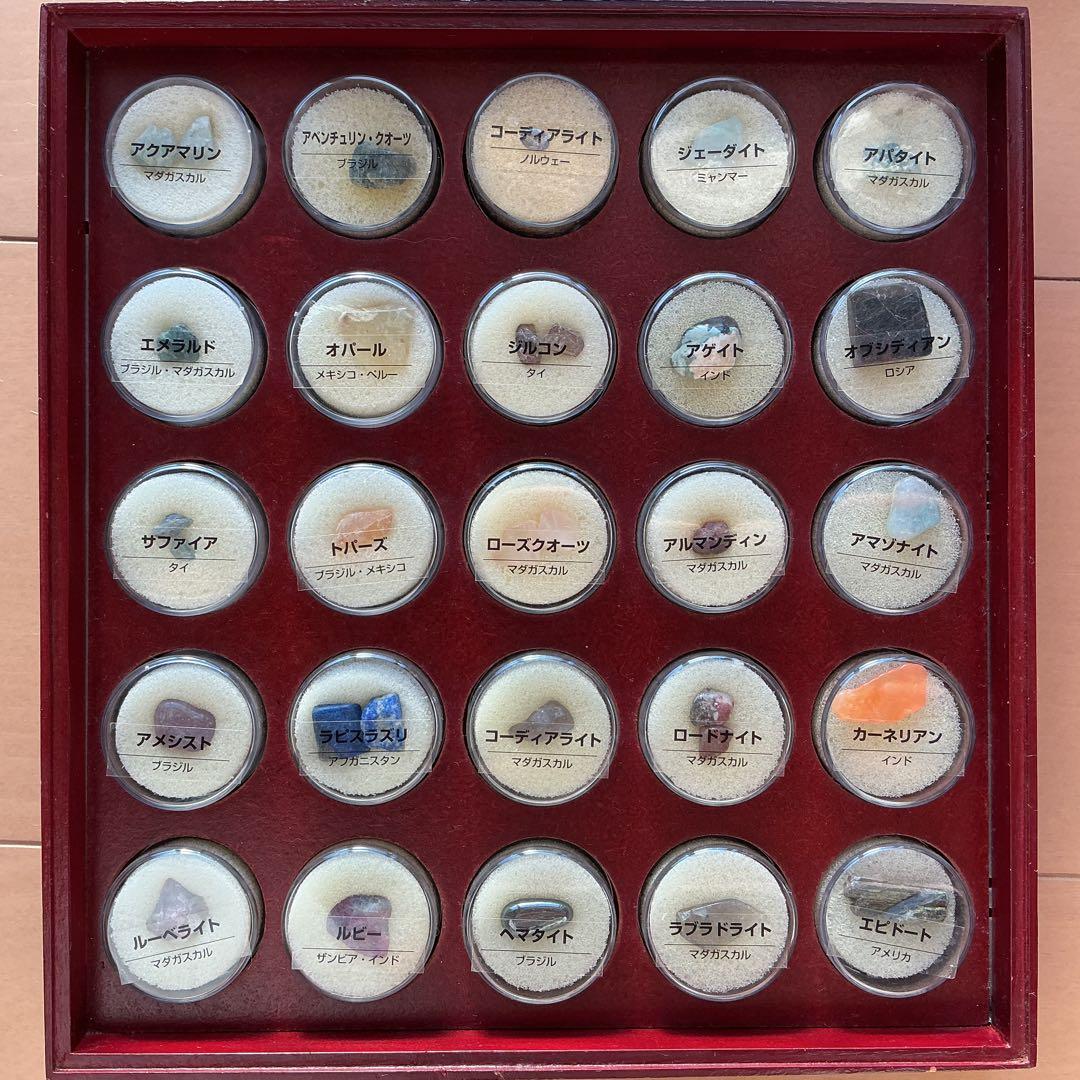 アクアマリン
マダガスカル
アベンチュリン・クオーツ
ブラジル
コーディアライト
ノルウェー
ジェーダイト
ミャンマー
アパタイト
マダガスカル
エメラルド
ブラジル・マダガスカル
オパール
メキシコ・ペルー
ジルコン
タイ
アゲイト
インド
オブシディアン
ロシア
サファイア
タイ
トパーズ
ブラジル・メキシコ
ローズクオーツ
マダガスカル
アルマンディン
マダガスカル
アマゾナイト
マダガスカル
アメシスト
ブラジル
ラピスラズリ
アフガニスタン
コーディアライト
マダガスカル
ロードナイト
マダガスカル
カーネリアン
インド
ルーベライト
マダガスカル
ルビー
ザンビア・インド
ヘマタイト
ブラジル
ラブラドライト
マダガスカル
エピドート
アメリカ